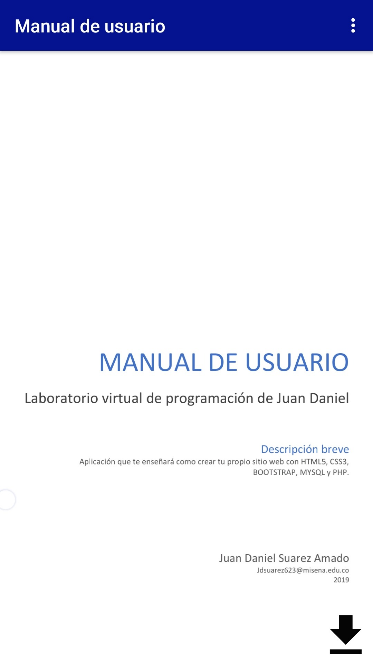 Manual de usuario
MANUAL DE USUARIO
Laboratorio virtual de programación de Juan Daniel
Descripción breve
Aplicación que te enseñará como crear tu propio sitio web con HTML5, CSS3,
BOOTSTRAP, MYSQL y PHP.
Juan Daniel Suarez Amado
Jdsuarez623@misena.edu.co
2019